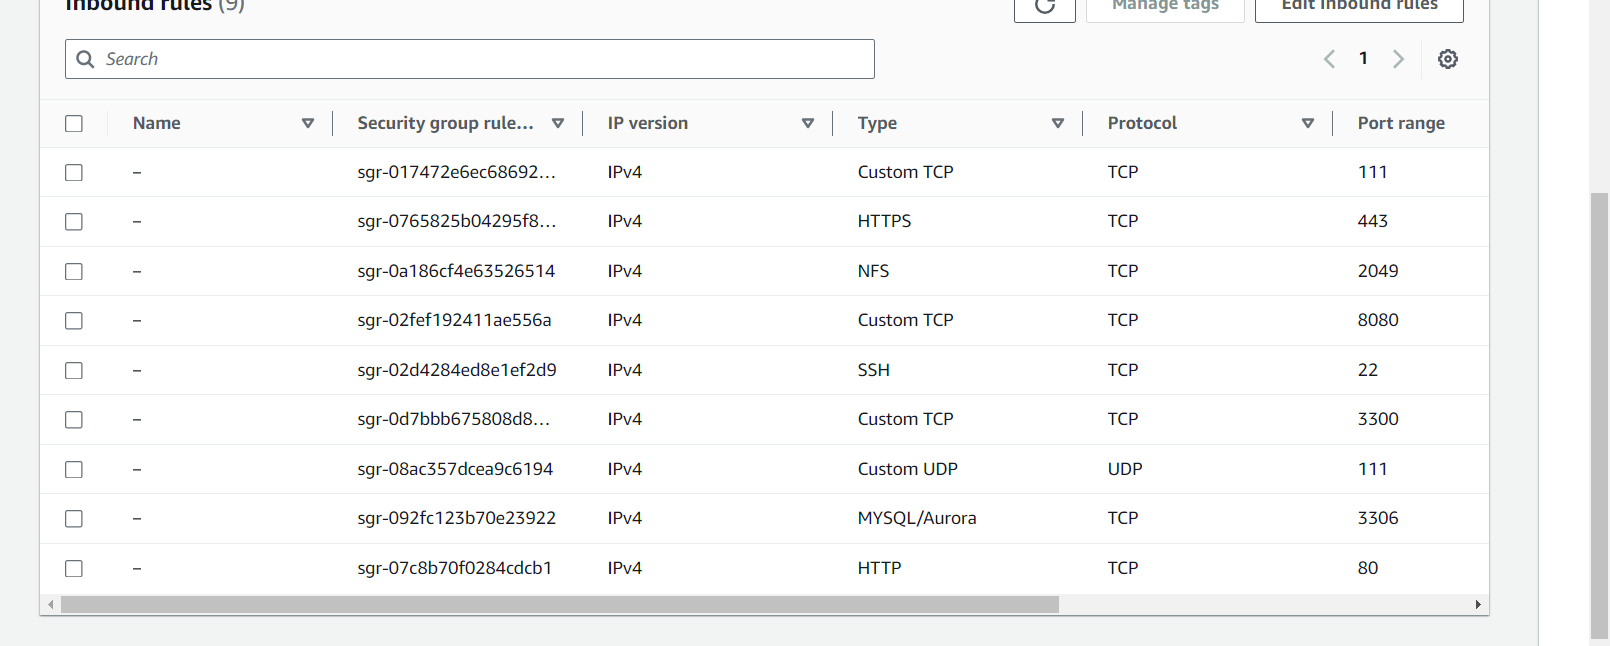 Inbound rules (9)
Manage tags
Edit inbound rules
Search
1
Name Security group rule... IP version Type Protocol Port range
– sgr-017472e6ec68692... IPv4 Custom TCP TCP 111
– sgr-0765825b04295f8... IPv4 HTTPS TCP 443
– sgr-0a186cf4e63526514 IPv4 NFS TCP 2049
– sgr-02fef192411ae556a IPv4 Custom TCP TCP 8080
– sgr-02d4284ed8e1ef2d9 IPv4 SSH TCP 22
– sgr-0d7bbb675808d8... IPv4 Custom TCP TCP 3300
– sgr-08ac357dcea9c6194 IPv4 Custom UDP UDP 111
– sgr-092fc123b70e23922 IPv4 MYSQL/Aurora TCP 3306
– sgr-07c8b70f0284cdcb1 IPv4 HTTP TCP 80